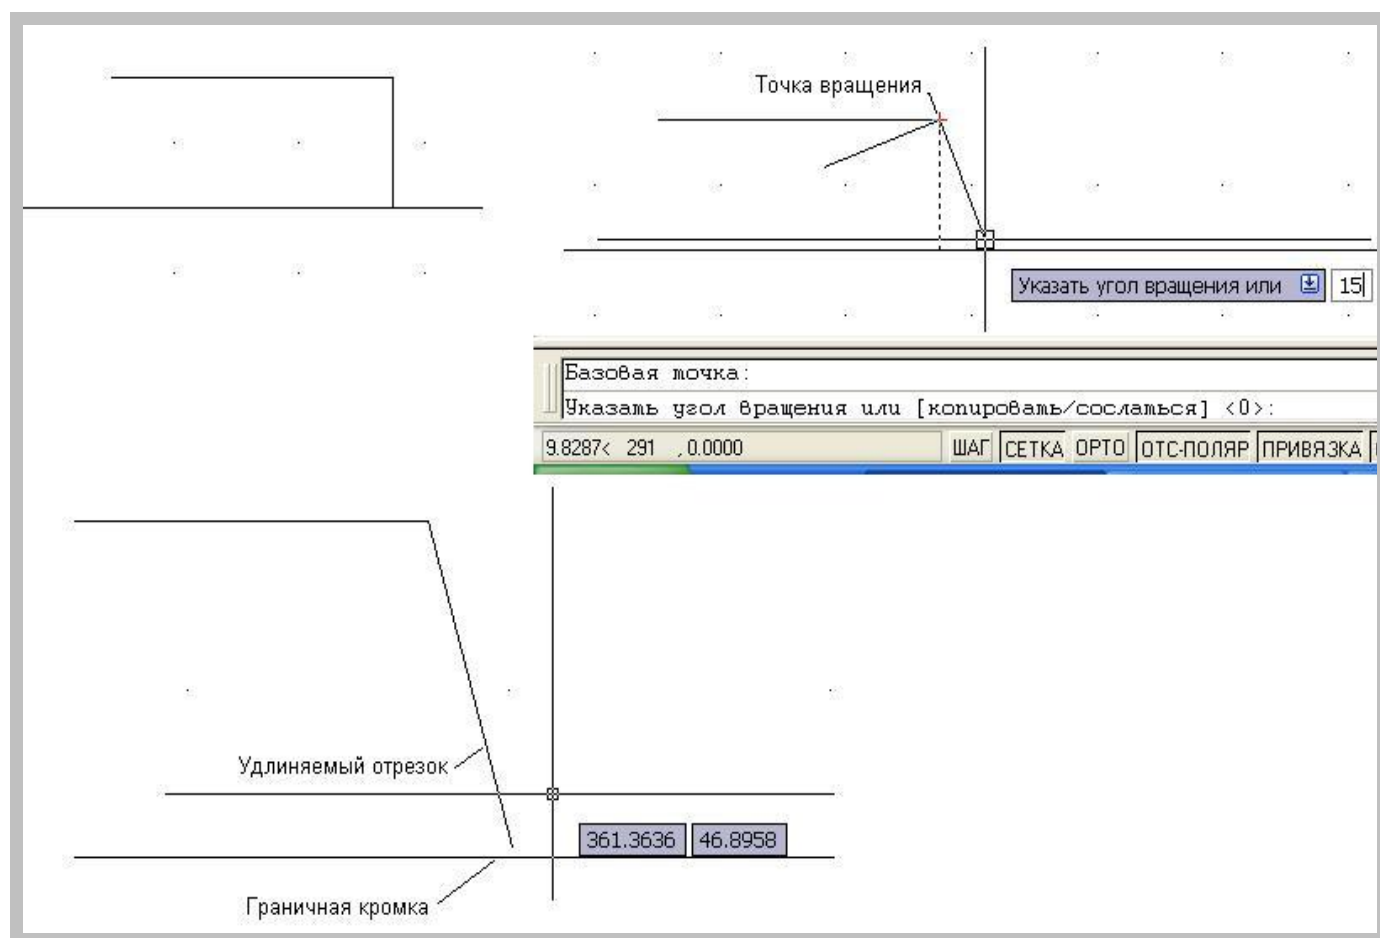 Точка вращения
Указать угол вращения или 15
Базовая точка:
Указать угол вращения или [копировать/сослаться] <0>:
9.8287< 291 ,0.0000 ШАГ СЕТКА ОРТО ОТС-ПОЛЯР ПРИВЯЗКА
Удлиняемый отрезок
361.3636 46.8958
Граничная кромка